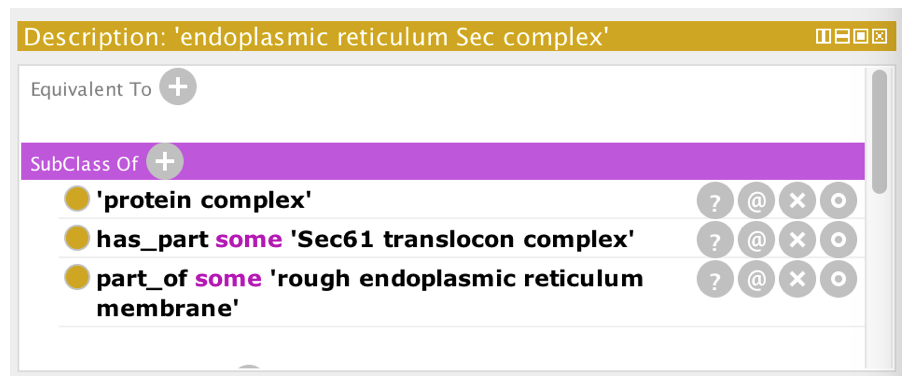 Description: 'endoplasmic reticulum Sec complex'
Equivalent To +
SubClass Of +
'protein complex' ? @ × o
has_part some 'Sec61 translocon complex' ? @ × o
part_of some 'rough endoplasmic reticulum ? @ × o
membrane'